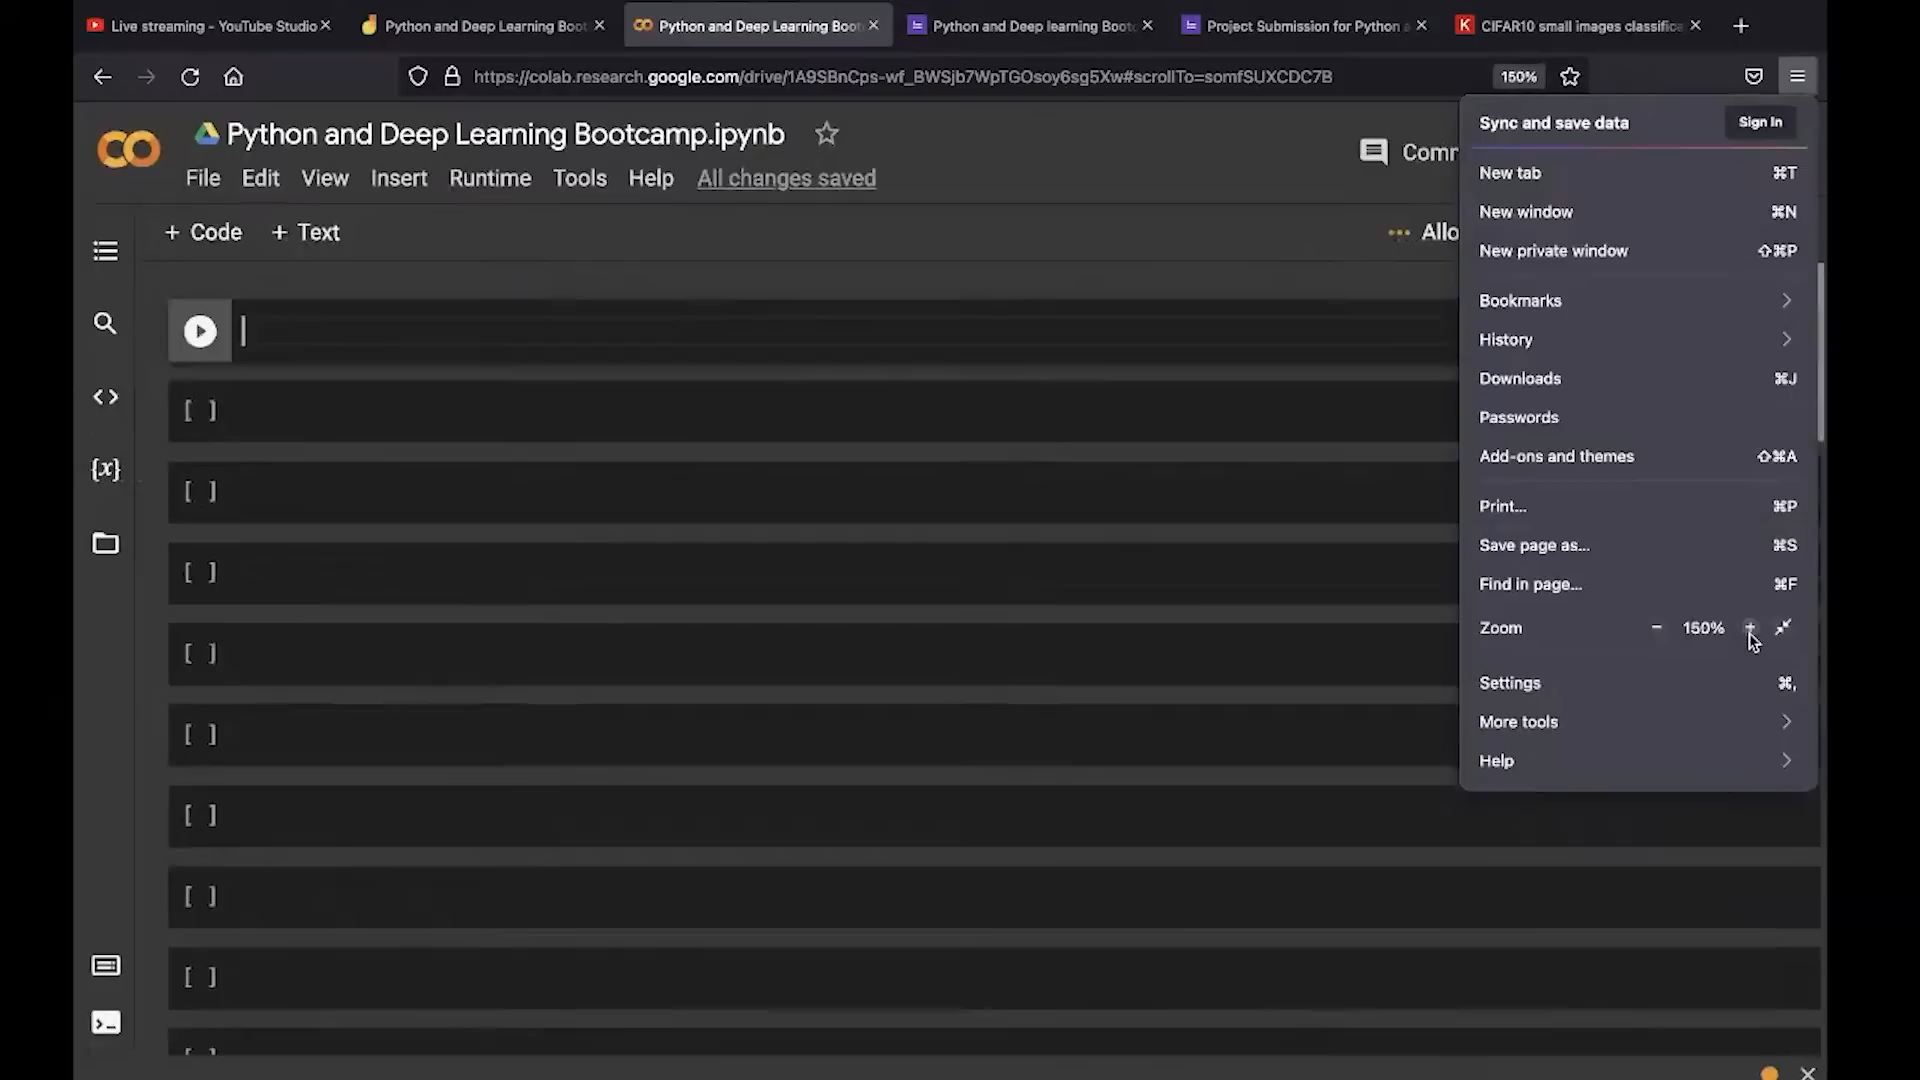 Live streaming - YouTube Studio
Python and Deep Learning Boot
Python and Deep Learning Boot
Python and Deep learning Boot
Project Submission for Python a
CIFAR10 small images classifica
https://colab.research.google.com/drive/1A9SBnCps-wf_BWSjb7WpTGOsoy6sg5Xw#scrollTo=somfSUXCDC7B
150%
Python and Deep Learning Bootcamp.ipynb
Comm
File Edit View Insert Runtime Tools Help All changes saved
+ Code + Text
Allo
[ ]
[ ]
[ ]
[ ]
[ ]
[ ]
[ ]
[ ]
[ ]
Sync and save data Sign In
New tab ⌘T
New window ⌘N
New private window ⇧⌘P
Bookmarks
History
Downloads ⌘J
Passwords
Add-ons and themes ⇧⌘A
Print... ⌘P
Save page as... ⌘S
Find in page... ⌘F
Zoom − 150% +
Settings ⌘,
More tools
Help